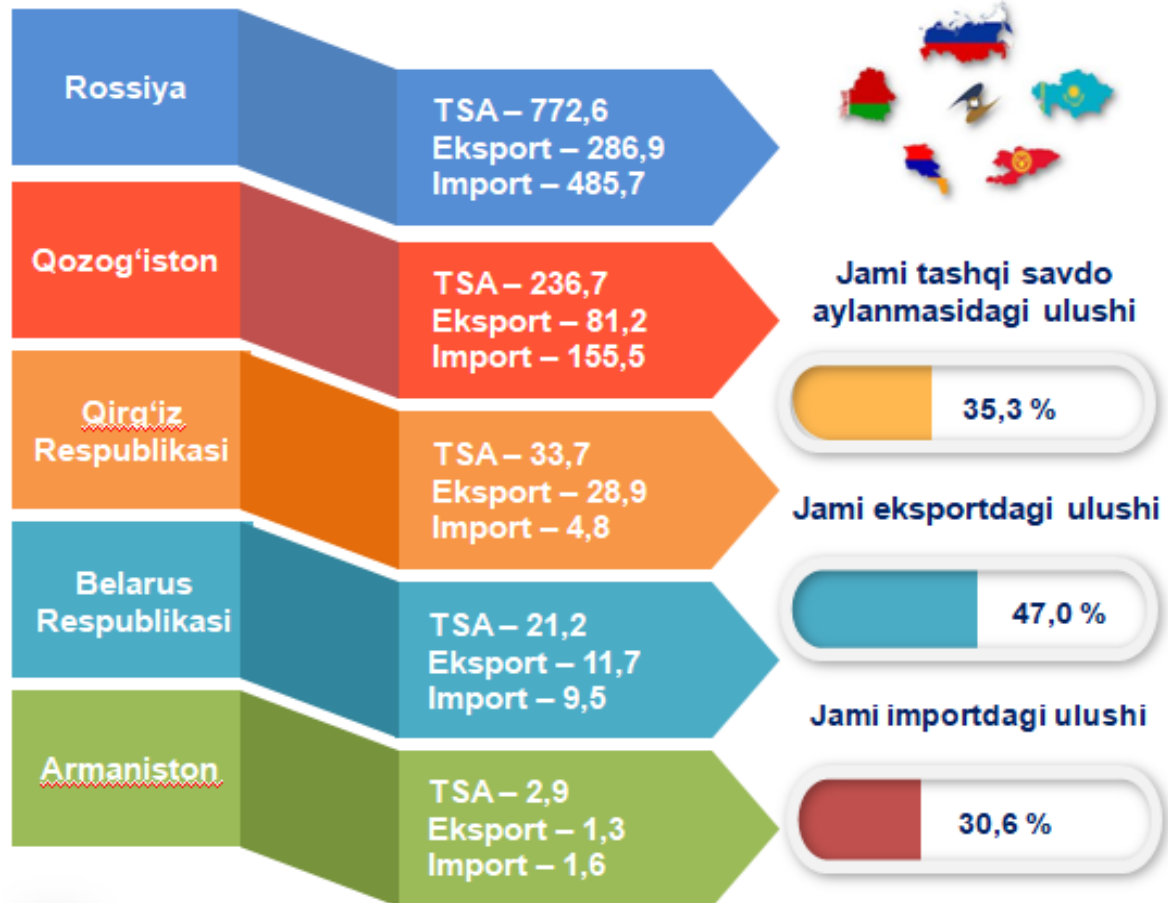 Rossiya
TSA – 772,6
Eksport – 286,9
Import – 485,7
Qozog‘iston
TSA – 236,7
Eksport – 81,2
Import – 155,5
Qirg‘iz
Respublikasi
TSA – 33,7
Eksport – 28,9
Import – 4,8
Belarus
Respublikasi
TSA – 21,2
Eksport – 11,7
Import – 9,5
Armaniston
TSA – 2,9
Eksport – 1,3
Import – 1,6
Jami tashqi savdo
aylanmasidagi ulushi
35,3 %
Jami eksportdagi ulushi
47,0 %
Jami importdagi ulushi
30,6 %